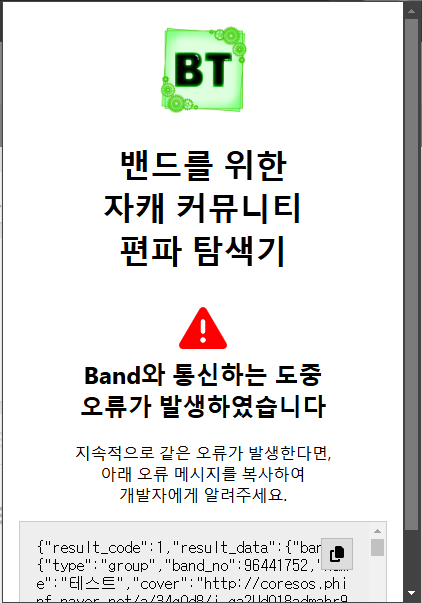 BT
밴드를 위한
자캐 커뮤니티
편파 탐색기
Band와 통신하는 도중
오류가 발생하였습니다
지속적으로 같은 오류가 발생한다면,
아래 오류 메시지를 복사하여
개발자에게 알려주세요.
{"result_code":1,"result_data":{"ban
{"type":"group","band_no":96441752,
e":"테스트","cover":"http://coresos.phi